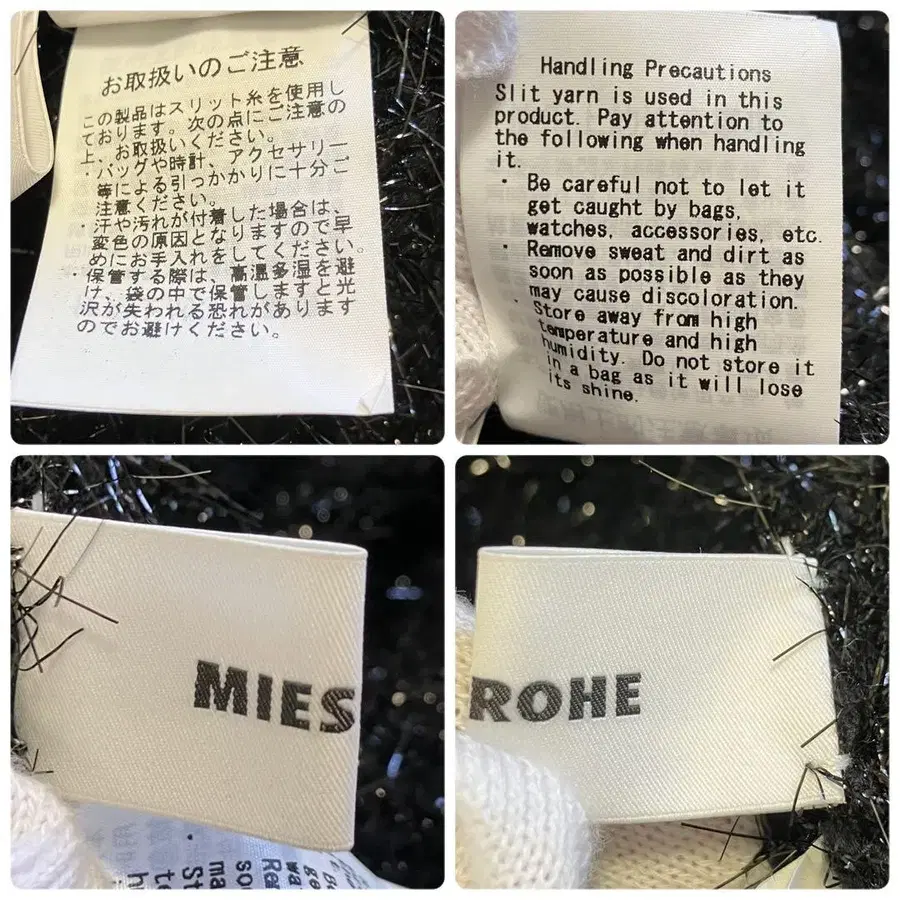 お取扱いのご注意
この製品はスリット糸を使用し
ております。次の点にご注意の
上、お取扱いください。
・バッグや時計、アクセサリー
等による引っかかりに十分ご
注意ください。
・汗や汚れが付着した場合は、
変色の原因となりますので早
めにお手入れをしてください。
・保管する際は、高温多湿を避
け、袋の中で保管しますと光
沢が失われる恐れがあります
のでお避けください。
Handling Precautions
Slit yarn is used in this
product. Pay attention to
the following when handling
it.
・ Be careful not to let it
get caught by bags,
watches, accessories, etc.
・ Remove sweat and dirt as
soon as possible as they
may cause discoloration.
・ Store away from high
temperature and high
humidity. Do not store it
in a bag as it will lose
its shine.
MIES
ROHE